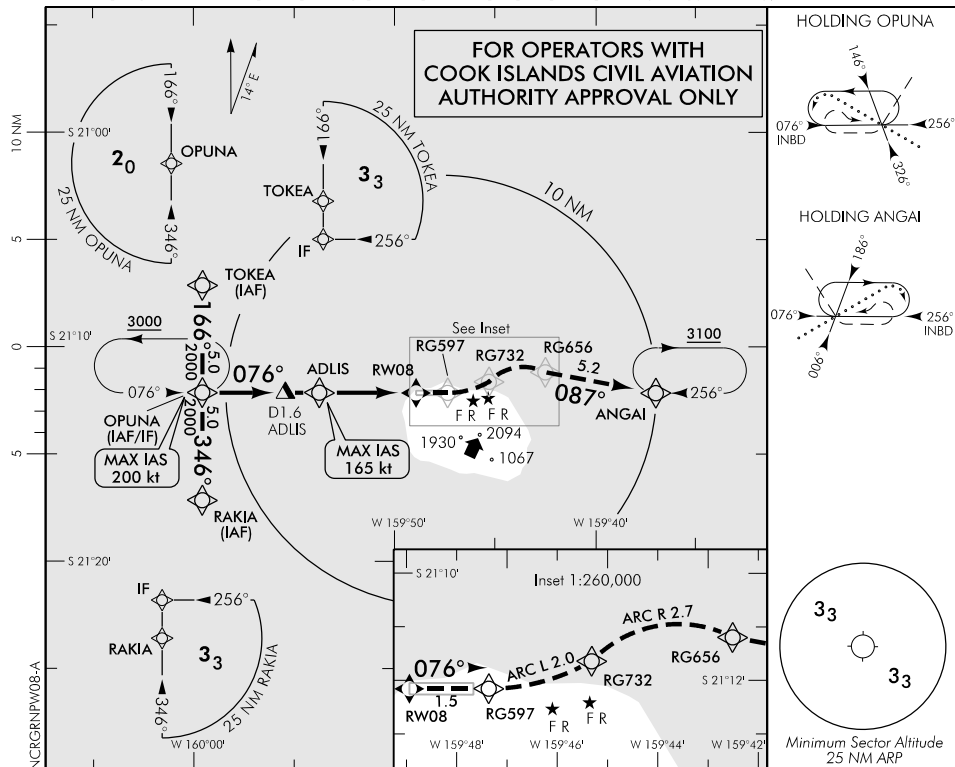 FOR OPERATORS WITH
COOK ISLANDS CIVIL AVIATION
AUTHORITY APPROVAL ONLY
14°E
10 NM
5
0
5
S 21°00'
S 21°10'
S 21°20'
166°
OPUNA
2 0
346°
25 NM OPUNA
166°
TOKEA
3 3
25 NM TOKEA
IF
256°
10 NM
TOKEA
(IAF)
166°
5.0
2000
3000
076°
076°
OPUNA
(IAF/IF)
MAX IAS
200 kt
5.0
2000
346°
RAKIA
(IAF)
D1.6
ADLIS
ADLIS
MAX IAS
165 kt
RW08
See Inset
RG597
RG732
RG656
5.2
087°
ANGAI
3100
256°
F R
F R
1930
2094
1067
W 159°50'
W 159°40'
IF
256°
RAKIA
3 3
346°
25 NM RAKIA
W 160°00'
NCRGRNPW08-A
S 21°10'
Inset 1:260,000
076°
1.5
RW08
RG597
ARC L 2.0
RG732
ARC R 2.7
RG656
S 21°12'
F R
F R
W 159°48'
W 159°46'
W 159°44'
W 159°42'
HOLDING OPUNA
146°
076°
INBD
256°
326°
HOLDING ANGAI
186°
076°
256°
INBD
006°
3 3
3 3
Minimum Sector Altitude
25 NM ARP